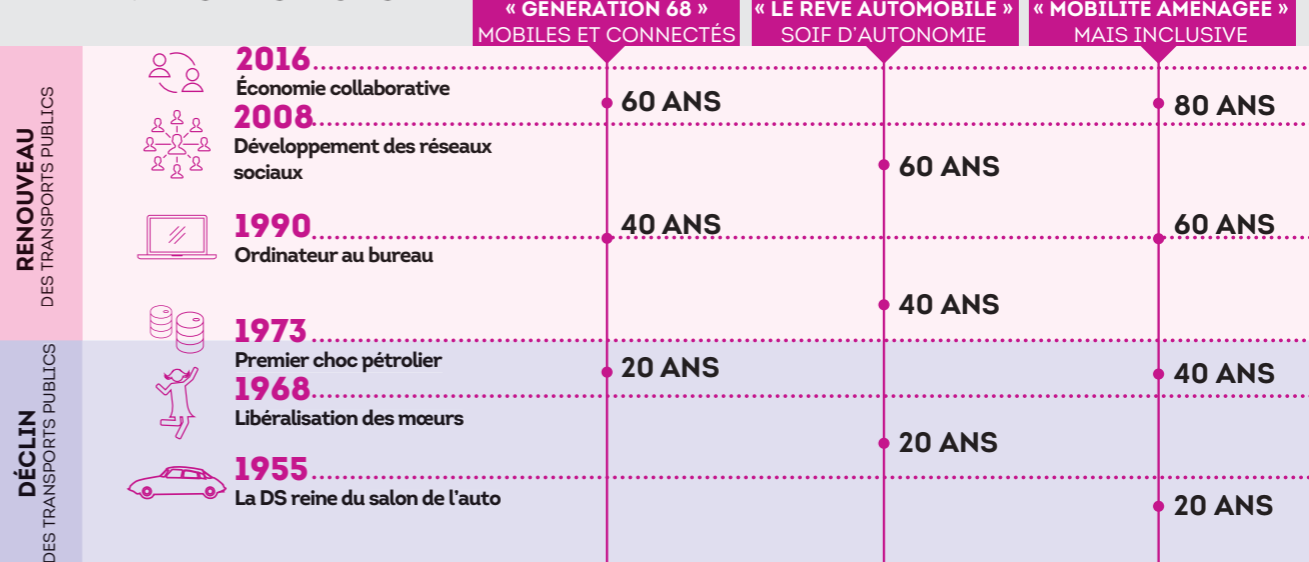 « GÉNÉRATION 68 »
MOBILES ET CONNECTÉS
« LE RÊVE AUTOMOBILE »
SOIF D'AUTONOMIE
« MOBILITÉ AMÉNAGÉE »
MAIS INCLUSIVE
RENOUVEAU
DES TRANSPORTS PUBLICS
2016
Économie collaborative
60 ANS
80 ANS
2008
Développement des réseaux
sociaux
60 ANS
1990
40 ANS
60 ANS
Ordinateur au bureau
40 ANS
1973
Premier choc pétrolier
20 ANS
40 ANS
DÉCLIN
DES TRANSPORTS PUBLICS
1968
Libéralisation des mœurs
20 ANS
1955
La DS reine du salon de l'auto
20 ANS